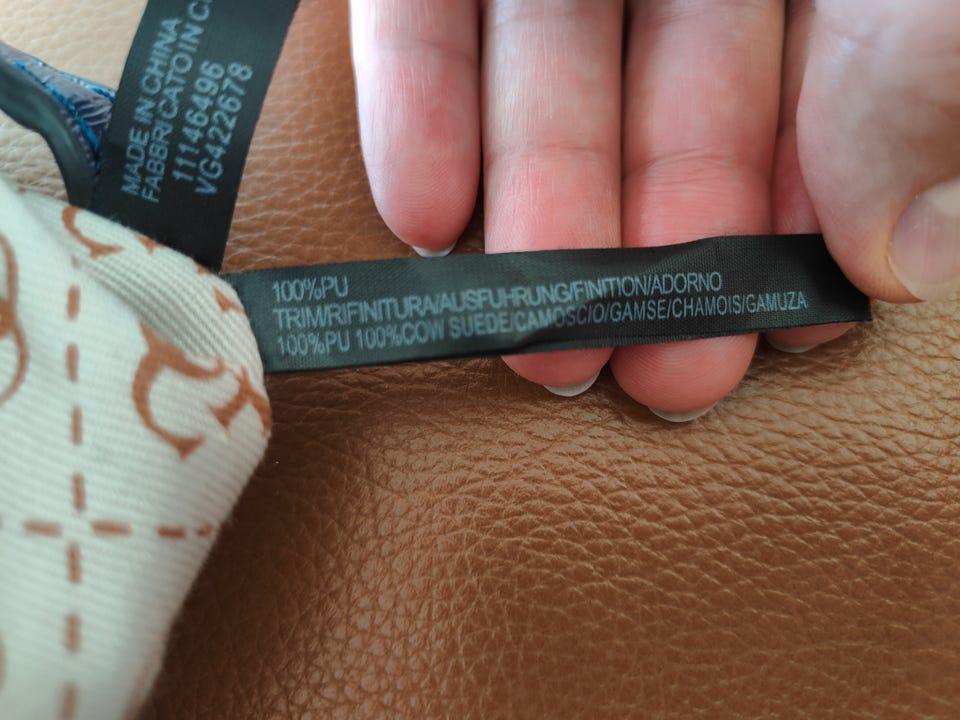 MADE IN CHINA
FABBRICATO IN C
11146496
VG4222678
100%PU
TRIM/RIFINITURA/AUSFUHRUNG/FINITION/ADORNO
100%PU 100%COW SUEDE/CAMOSCIO/GAMSE/CHAMOIS/GAMUZA